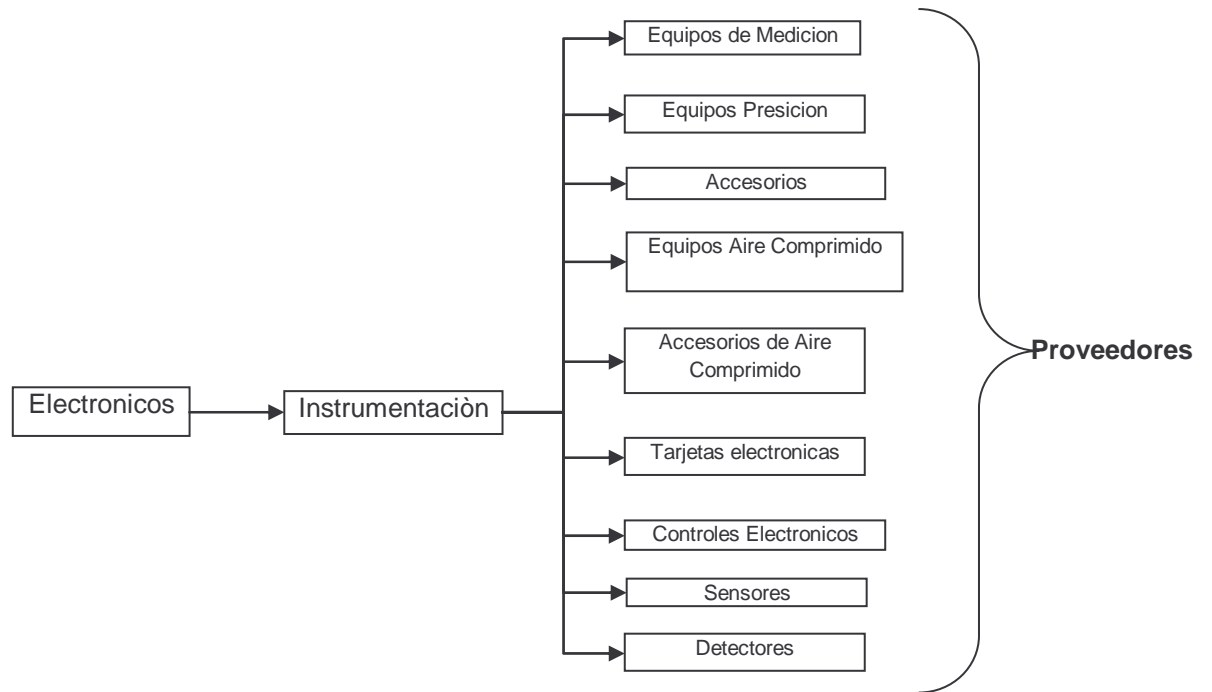 Equipos de Medicion
Equipos Presicion
Accesorios
Equipos Aire Comprimido
Accesorios de Aire
Comprimido
Proveedores
Electronicos
Instrumentaciòn
Tarjetas electronicas
Controles Electronicos
Sensores
Detectores